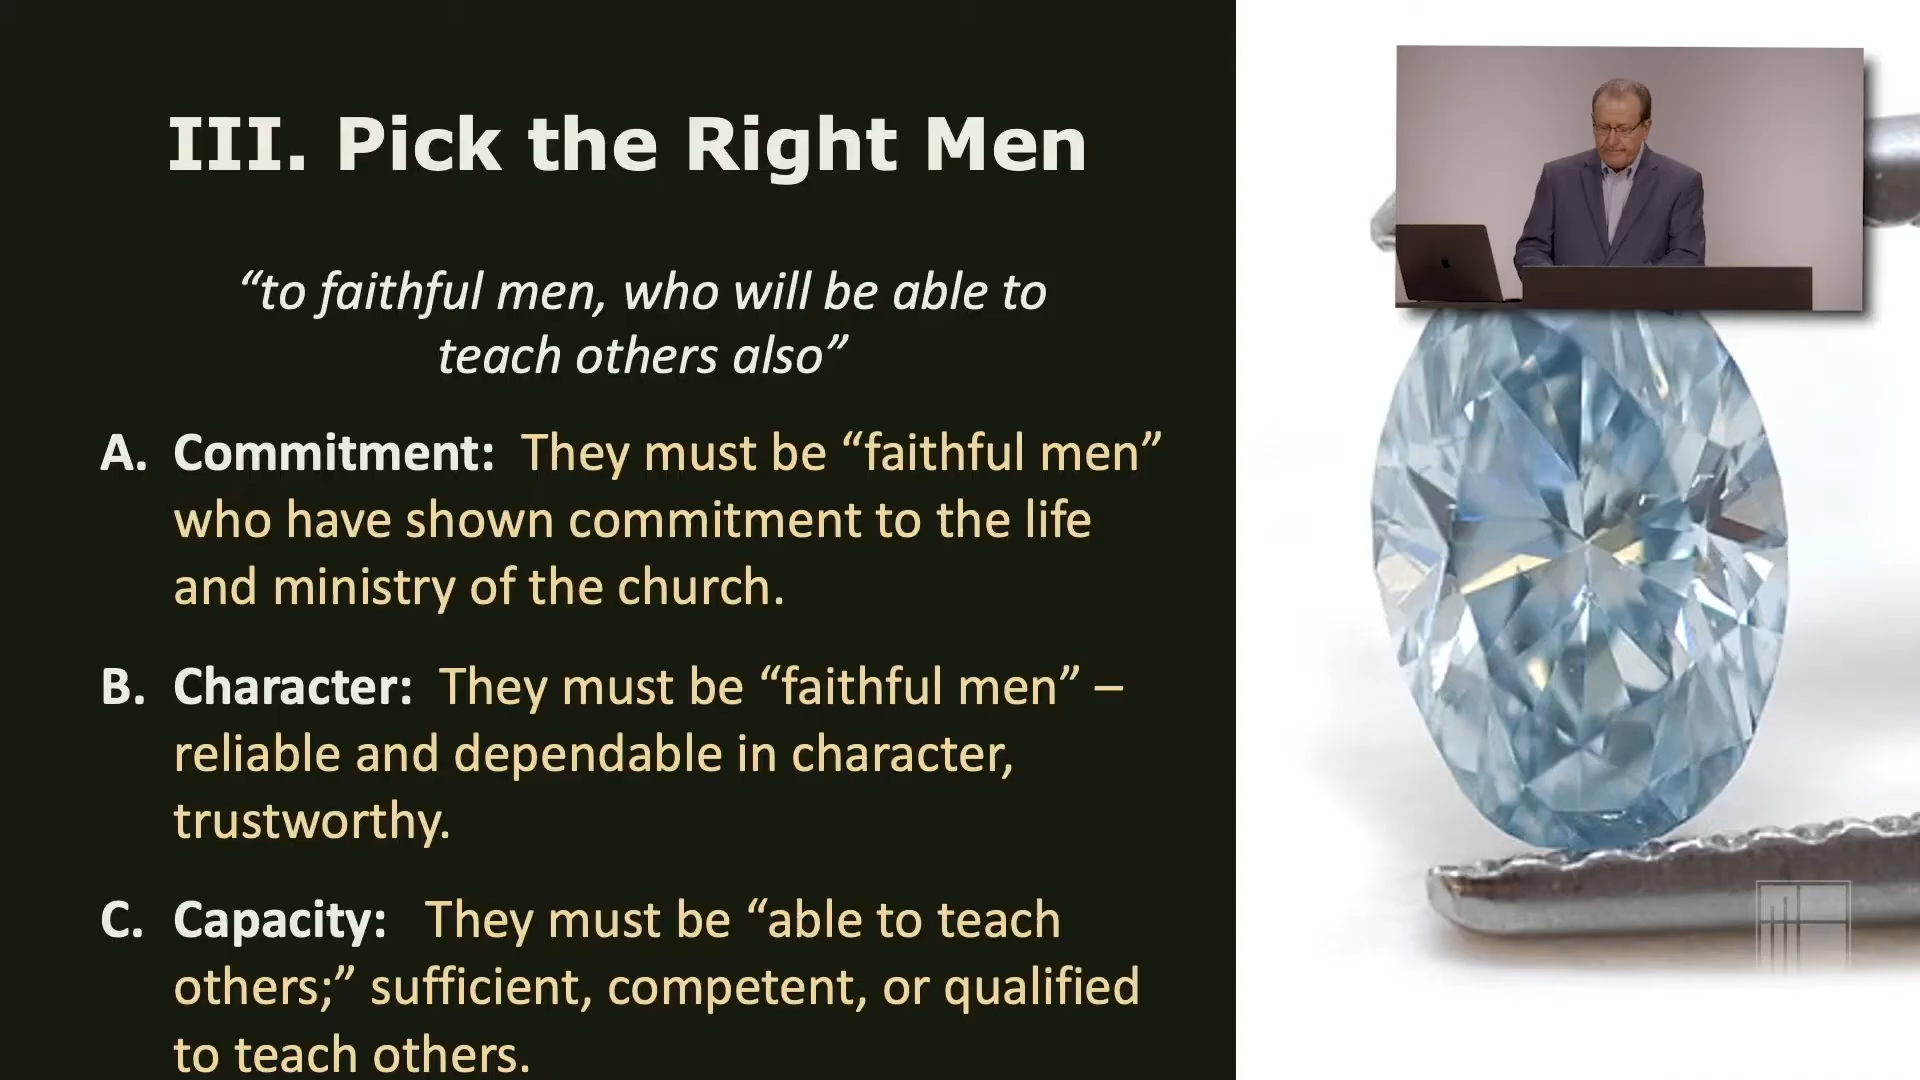 III. Pick the Right Men
“to faithful men, who will be able to
teach others also”
A. Commitment: They must be “faithful men”
who have shown commitment to the life
and ministry of the church.
B. Character: They must be “faithful men” –
reliable and dependable in character,
trustworthy.
C. Capacity: They must be “able to teach
others;” sufficient, competent, or qualified
to teach others.